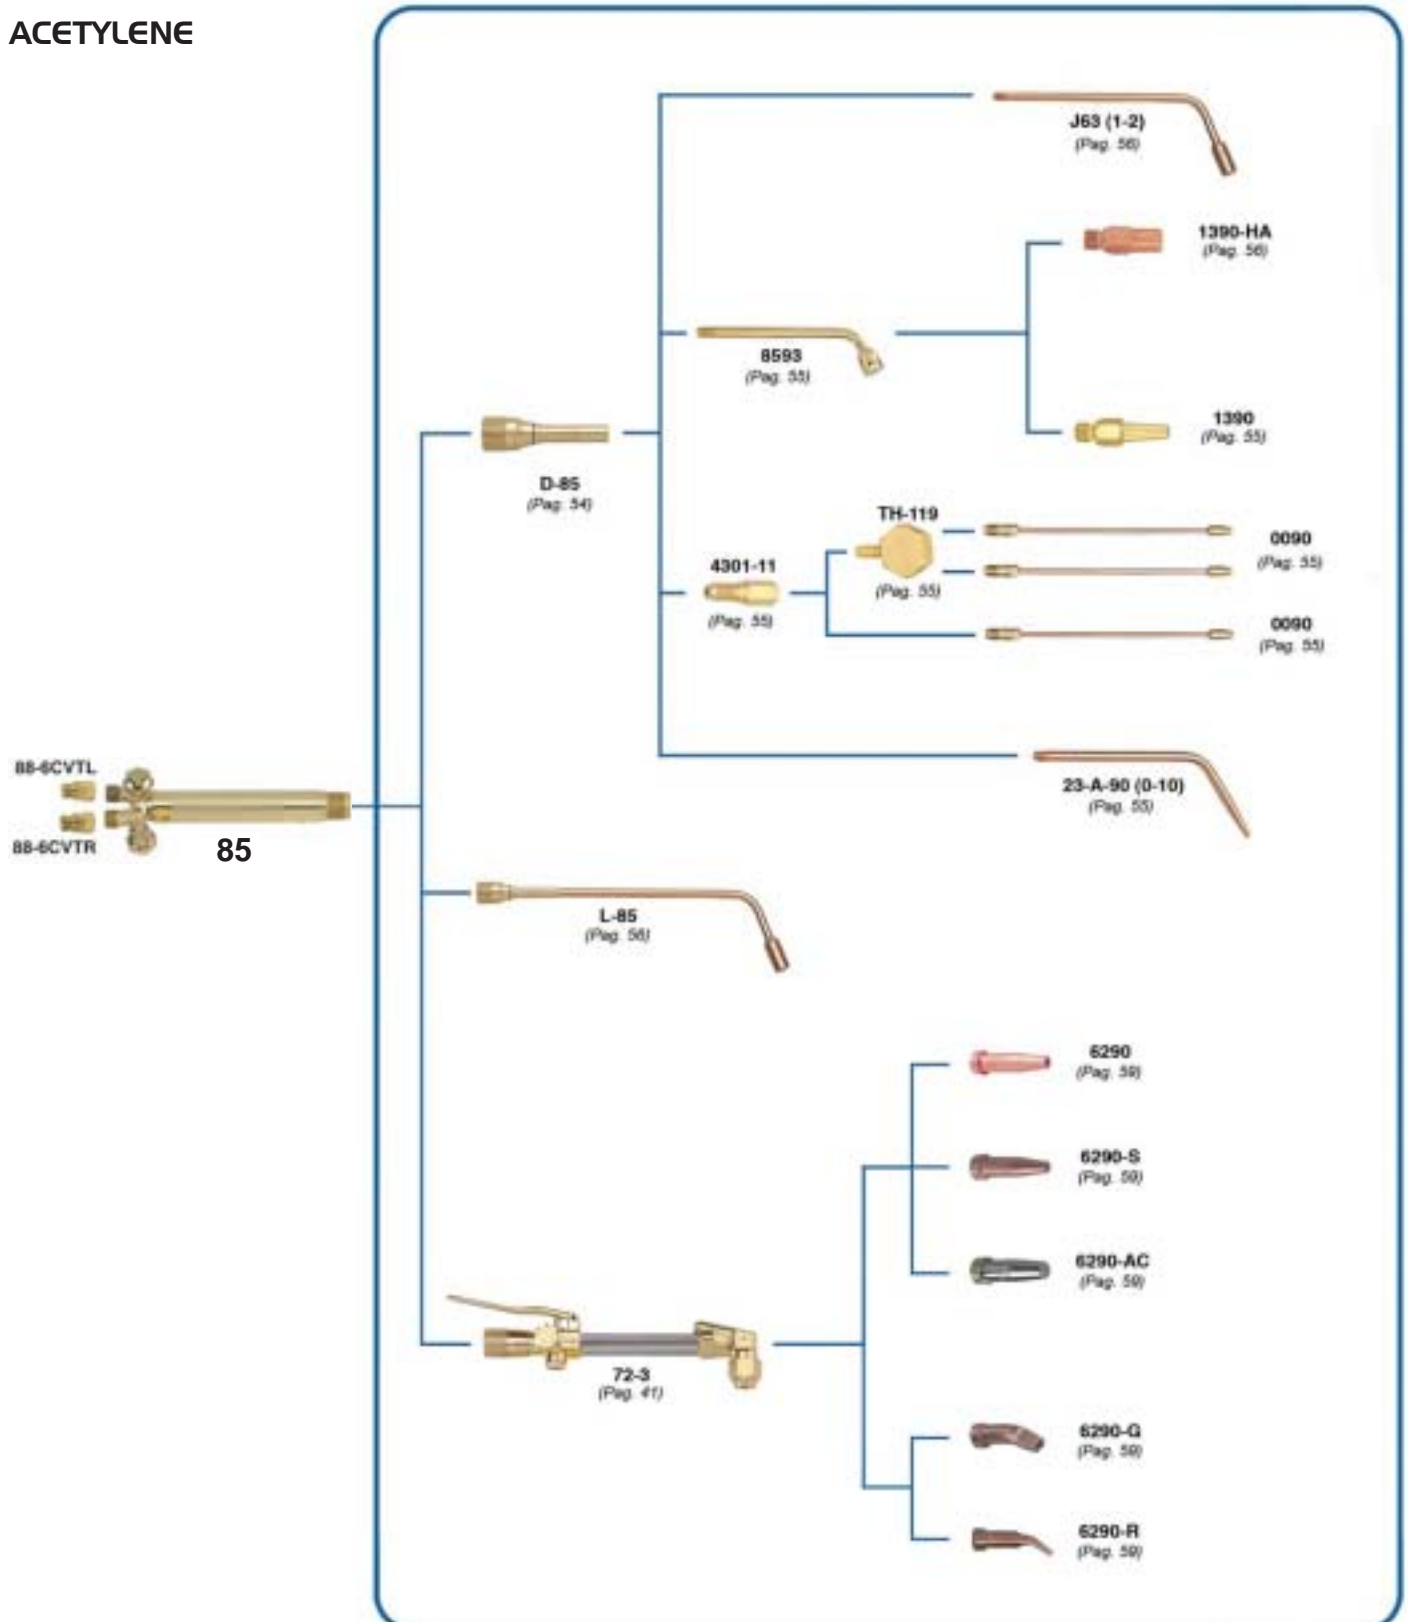 ACETYLENE
J63 (1-2)
(Pag. 56)
1390-HA
(Pag. 56)
8593
(Pag. 55)
1390
(Pag. 55)
D-85
(Pag. 54)
TH-119
(Pag. 55)
0090
(Pag. 55)
4301-11
(Pag. 55)
0090
(Pag. 55)
88-6CVTL
88-6CVTR
85
23-A-90 (0-10)
(Pag. 55)
L-85
(Pag. 56)
6290
(Pag. 59)
6290-S
(Pag. 59)
6290-AC
(Pag. 59)
72-3
(Pag. 41)
6290-G
(Pag. 59)
6290-R
(Pag. 59)